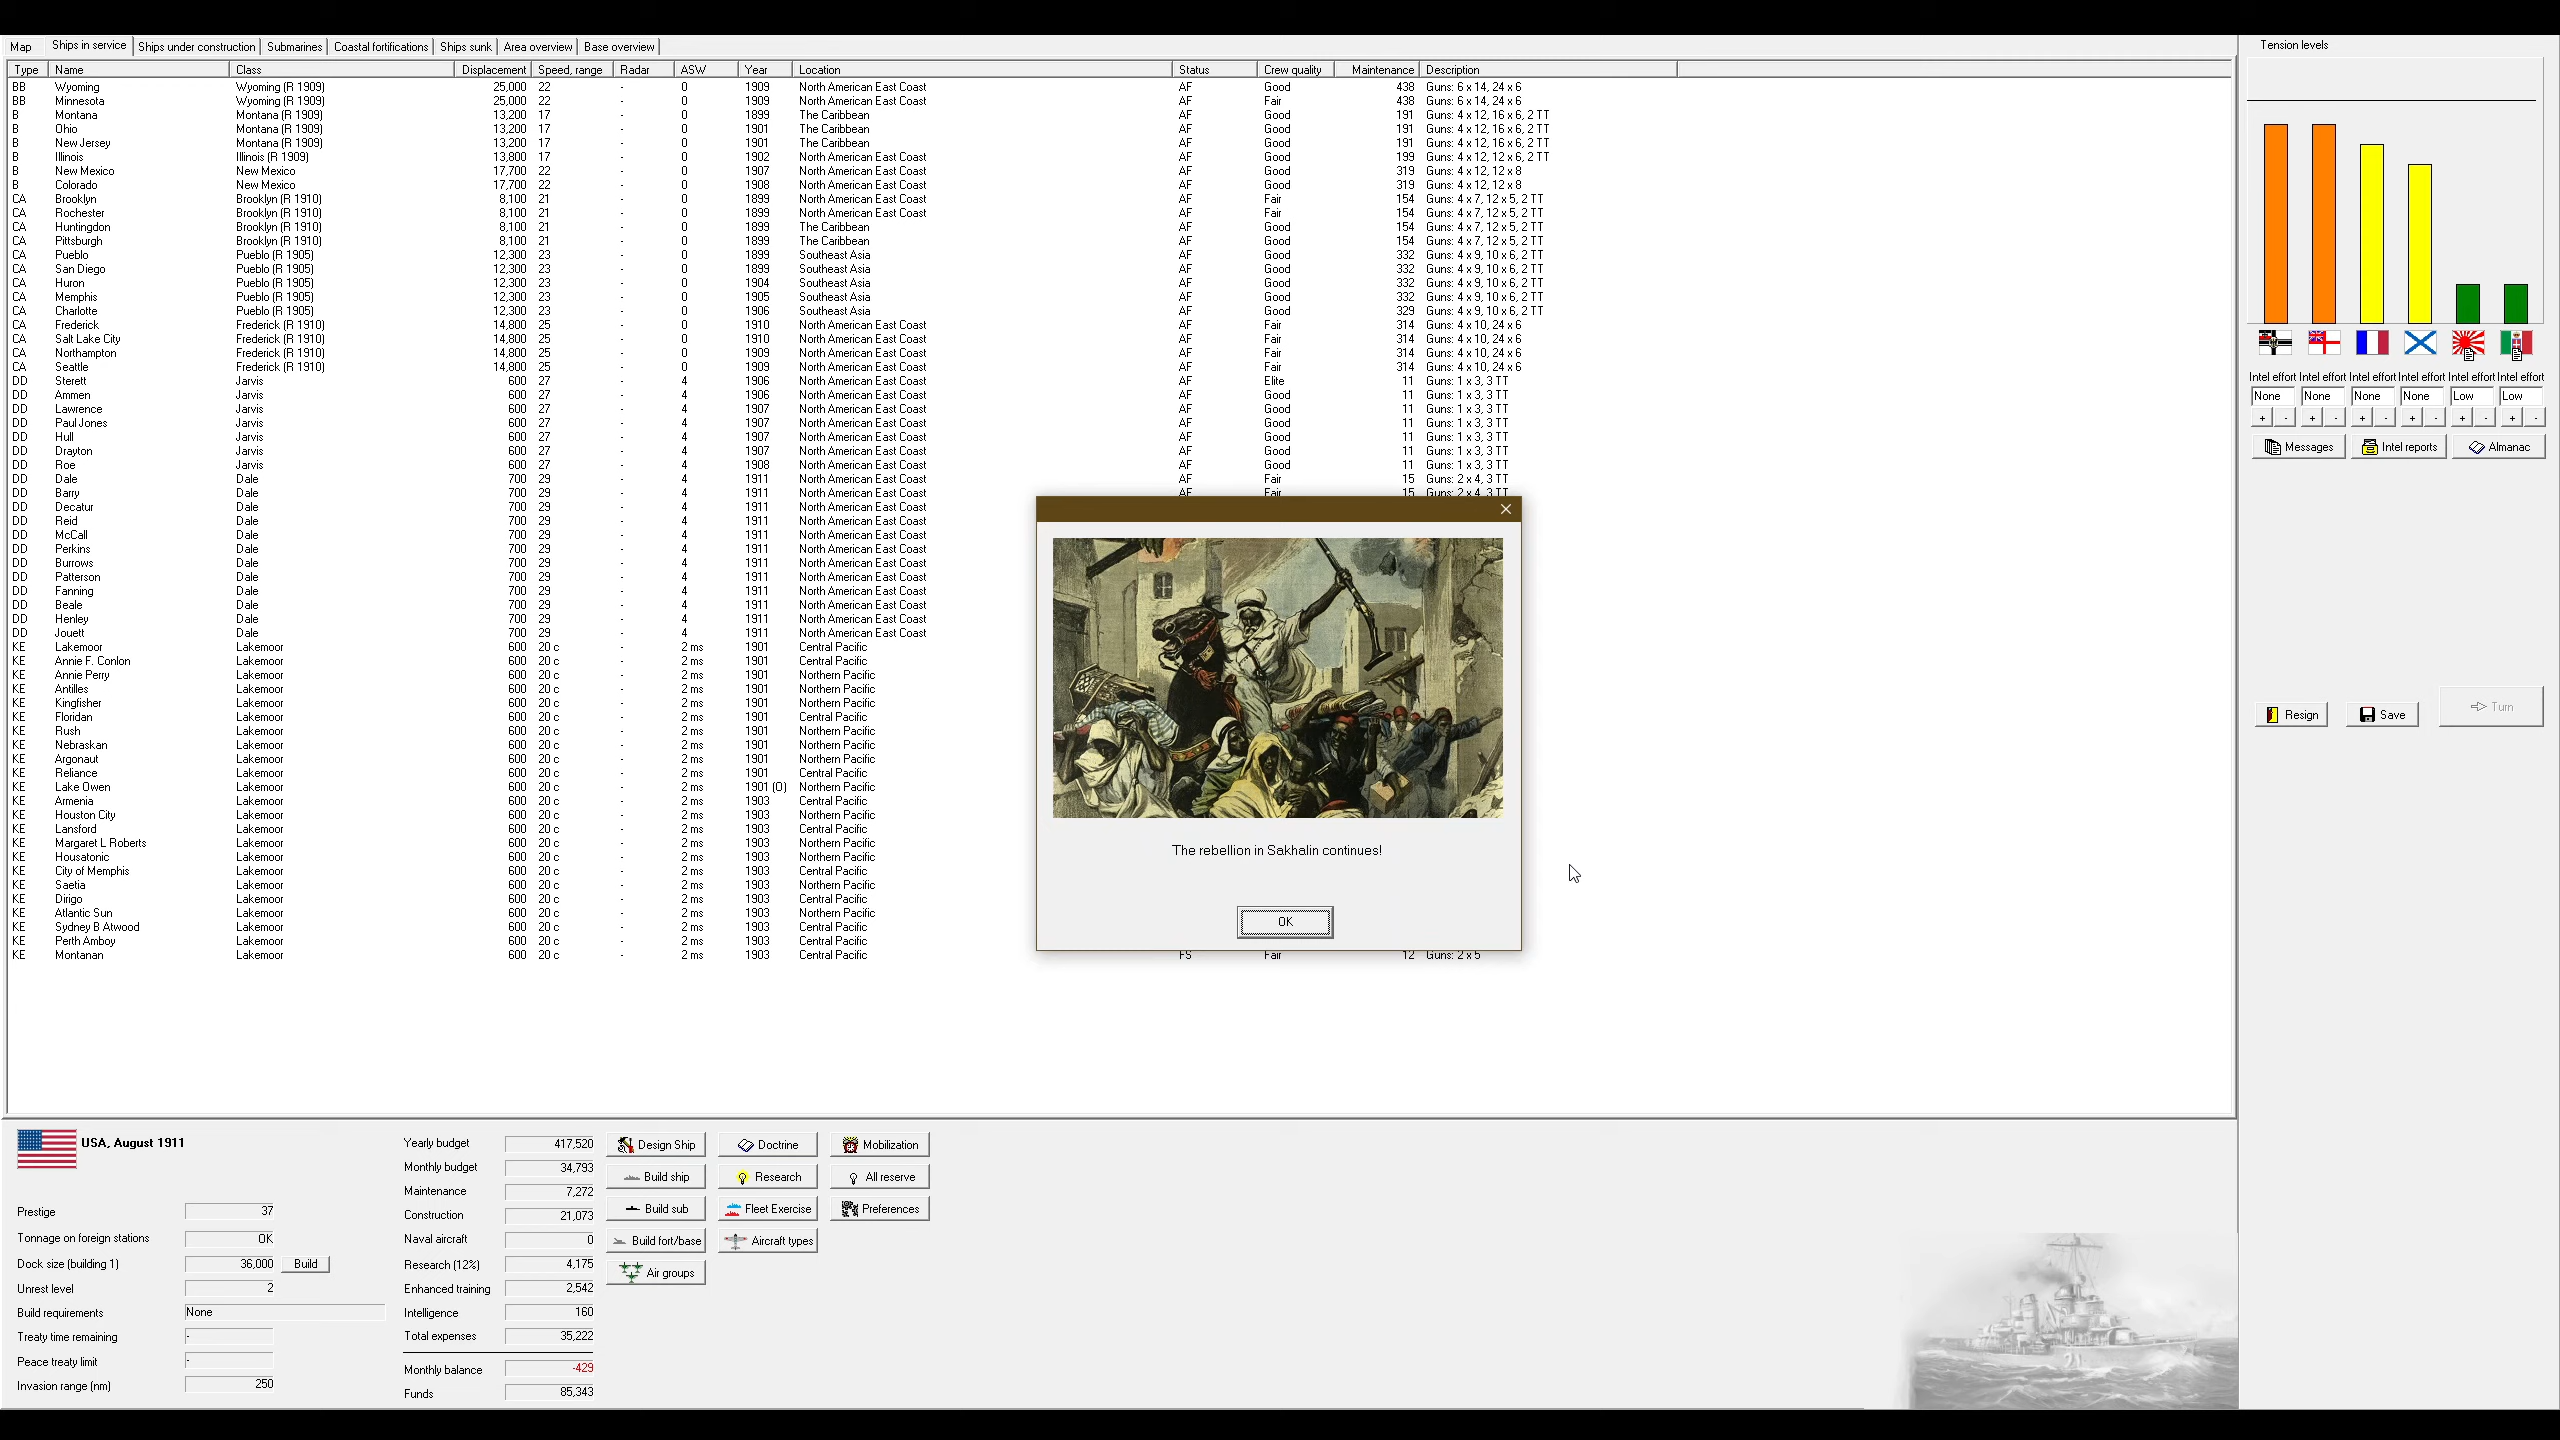 Map Ships in service Ships under construction Submarines Coastal fortifications Ships sunk Area overview Base overview
Type Name Class Displacement Speed, range Radar ASW Year Location Status Crew quality Maintenance Description
BB Wyoming Wyoming (R 1909) 25,000 22 - 0 1909 North American East Coast AF Good 438 Guns: 6 x 14, 24 x 6
BB Minnesota Wyoming (R 1909) 25,000 22 - 0 1909 North American East Coast AF Fair 438 Guns: 6 x 14, 24 x 6
B Montana Montana (R 1909) 13,200 17 - 0 1899 The Caribbean AF Good 191 Guns: 4 x 12, 16 x 6, 2 TT
B Ohio Montana (R 1909) 13,200 17 - 0 1901 The Caribbean AF Good 191 Guns: 4 x 12, 16 x 6, 2 TT
B New Jersey Montana (R 1909) 13,200 17 - 0 1901 The Caribbean AF Good 191 Guns: 4 x 12, 16 x 6, 2 TT
B Illinois Illinois (R 1909) 13,800 17 - 0 1902 North American East Coast AF Good 199 Guns: 4 x 12, 12 x 6, 2 TT
B New Mexico New Mexico 17,700 22 - 0 1907 North American East Coast AF Good 319 Guns: 4 x 12, 12 x 8
B Colorado New Mexico 17,700 22 - 0 1908 North American East Coast AF Good 319 Guns: 4 x 12, 12 x 8
CA Brooklyn Brooklyn (R 1910) 8,100 21 - 0 1899 North American East Coast AF Fair 154 Guns: 4 x 7, 12 x 5, 2 TT
CA Rochester Brooklyn (R 1910) 8,100 21 - 0 1899 North American East Coast AF Fair 154 Guns: 4 x 7, 12 x 5, 2 TT
CA Huntingdon Brooklyn (R 1910) 8,100 21 - 0 1899 The Caribbean AF Good 154 Guns: 4 x 7, 12 x 5, 2 TT
CA Pittsburgh Brooklyn (R 1910) 8,100 21 - 0 1899 The Caribbean AF Good 154 Guns: 4 x 7, 12 x 5, 2 TT
CA Pueblo Pueblo (R 1905) 12,300 23 - 0 1899 Southeast Asia AF Good 332 Guns: 4 x 9, 10 x 6, 2 TT
CA San Diego Pueblo (R 1905) 12,300 23 - 0 1899 Southeast Asia AF Good 332 Guns: 4 x 9, 10 x 6, 2 TT
CA Huron Pueblo (R 1905) 12,300 23 - 0 1904 Southeast Asia AF Good 332 Guns: 4 x 9, 10 x 6, 2 TT
CA Memphis Pueblo (R 1905) 12,300 23 - 0 1905 Southeast Asia AF Good 332 Guns: 4 x 9, 10 x 6, 2 TT
CA Charlotte Pueblo (R 1905) 12,300 23 - 0 1906 Southeast Asia AF Good 329 Guns: 4 x 9, 10 x 6, 2 TT
CA Frederick Frederick (R 1910) 14,800 25 - 0 1910 North American East Coast AF Fair 314 Guns: 4 x 10, 24 x 6
CA Salt Lake City Frederick (R 1910) 14,800 25 - 0 1910 North American East Coast AF Fair 314 Guns: 4 x 10, 24 x 6
CA Northampton Frederick (R 1910) 14,800 25 - 0 1909 North American East Coast AF Fair 314 Guns: 4 x 10, 24 x 6
CA Seattle Frederick (R 1910) 14,800 25 - 0 1909 North American East Coast AF Fair 314 Guns: 4 x 10, 24 x 6
DD Sterett Jarvis 600 27 - 4 1906 North American East Coast AF Elite 11 Guns: 1 x 3, 3 TT
DD Ammen Jarvis 600 27 - 4 1906 North American East Coast AF Good 11 Guns: 1 x 3, 3 TT
DD Lawrence Jarvis 600 27 - 4 1907 North American East Coast AF Good 11 Guns: 1 x 3, 3 TT
DD Paul Jones Jarvis 600 27 - 4 1907 North American East Coast AF Good 11 Guns: 1 x 3, 3 TT
DD Hull Jarvis 600 27 - 4 1907 North American East Coast AF Good 11 Guns: 1 x 3, 3 TT
DD Drayton Jarvis 600 27 - 4 1907 North American East Coast AF Good 11 Guns: 1 x 3, 3 TT
DD Roe Jarvis 600 27 - 4 1908 North American East Coast AF Good 11 Guns: 1 x 3, 3 TT
DD Dale Dale 700 29 - 4 1911 North American East Coast AF Fair 15 Guns: 2 x 4, 3 TT
DD Barry Dale 700 29 - 4 1911 North American East Coast AF Fair 15 Guns: 2 x 4, 3 TT
DD Decatur Dale 700 29 - 4 1911 North American East Coast
DD Reid Dale 700 29 - 4 1911 North American East Coast
DD McCall Dale 700 29 - 4 1911 North American East Coast
DD Perkins Dale 700 29 - 4 1911 North American East Coast
DD Burrows Dale 700 29 - 4 1911 North American East Coast
DD Patterson Dale 700 29 - 4 1911 North American East Coast
DD Fanning Dale 700 29 - 4 1911 North American East Coast
DD Beale Dale 700 29 - 4 1911 North American East Coast
DD Henley Dale 700 29 - 4 1911 North American East Coast
DD Jouett Dale 700 29 - 4 1911 North American East Coast
KE Lakemoor Lakemoor 600 20 c - 2 ms 1901 Central Pacific
KE Annie F. Conlon Lakemoor 600 20 c - 2 ms 1901 Central Pacific
KE Annie Perry Lakemoor 600 20 c - 2 ms 1901 Northern Pacific
KE Antilles Lakemoor 600 20 c - 2 ms 1901 Northern Pacific
KE Kingfisher Lakemoor 600 20 c - 2 ms 1901 Northern Pacific
KE Floridan Lakemoor 600 20 c - 2 ms 1901 Central Pacific
KE Rush Lakemoor 600 20 c - 2 ms 1901 Northern Pacific
KE Nebraskan Lakemoor 600 20 c - 2 ms 1901 Northern Pacific
KE Argonaut Lakemoor 600 20 c - 2 ms 1901 Northern Pacific
KE Reliance Lakemoor 600 20 c - 2 ms 1901 Central Pacific
KE Lake Owen Lakemoor 600 20 c - 2 ms 1901 (O) Northern Pacific
KE Armenia Lakemoor 600 20 c - 2 ms 1903 Central Pacific
KE Houston City Lakemoor 600 20 c - 2 ms 1903 Northern Pacific
KE Lansford Lakemoor 600 20 c - 2 ms 1903 Central Pacific
KE Margaret L Roberts Lakemoor 600 20 c - 2 ms 1903 Northern Pacific
KE Housatonic Lakemoor 600 20 c - 2 ms 1903 Northern Pacific
KE City of Memphis Lakemoor 600 20 c - 2 ms 1903 Central Pacific
KE Saetia Lakemoor 600 20 c - 2 ms 1903 Northern Pacific
KE Dirigo Lakemoor 600 20 c - 2 ms 1903 Central Pacific
KE Atlantic Sun Lakemoor 600 20 c - 2 ms 1903 Northern Pacific
KE Sydney B Atwood Lakemoor 600 20 c - 2 ms 1903 Central Pacific
KE Perth Amboy Lakemoor 600 20 c - 2 ms 1903 Central Pacific
KE Montanan Lakemoor 600 20 c - 2 ms 1903 Central Pacific FS Fair 12 Guns: 2 x 5
The rebellion in Sakhalin continues!
OK
Tension levels
Intel effort Intel effort Intel effort Intel effort Intel effort Intel effort
None None None None Low Low
+ - + - + - + - + - + -
Messages Intel reports Almanac
Resign Save Turn
USA, August 1911
Prestige 37
Tonnage on foreign stations OK
Dock size (building 1) 36,000 Build
Unrest level 2
Build requirements None
Treaty time remaining -
Peace treaty limit -
Invasion range (nm) 250
Yearly budget 417,520
Monthly budget 34,793
Maintenance 7,272
Construction 21,073
Naval aircraft 0
Research (12%) 4,175
Enhanced training 2,542
Intelligence 160
Total expenses 35,222
Monthly balance -429
Funds 85,343
Design Ship Doctrine Mobilization
Build ship Research All reserve
Build sub Fleet Exercise Preferences
Build fort/base Aircraft types
Air groups